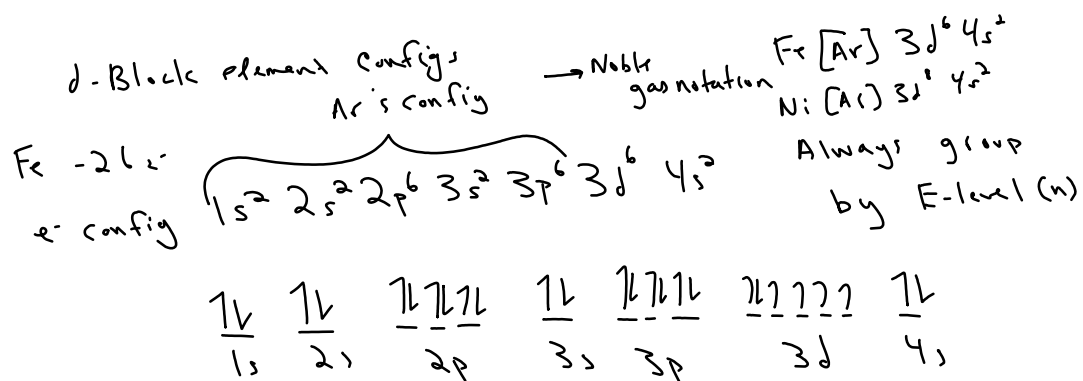 d-Block element configs → Noble gas notation
Fe [Ar] 3d⁶ 4s²
Ni [Ar] 3d⁸ 4s²
Always group by E-level (n)
Ar's config
Fe -26 e⁻
e⁻ config
1s² 2s² 2p⁶ 3s² 3p⁶ 3d⁶ 4s²
↿⇂ ↿⇂ ↿⇂ ↿⇂ ↿⇂ ↿⇂ ↿⇂ ↿⇂ ↿⇂ ↿⇂ ↿ ↿ ↿ ↿ ↿⇂
1s 2s 2p 3s 3p 3d 4s